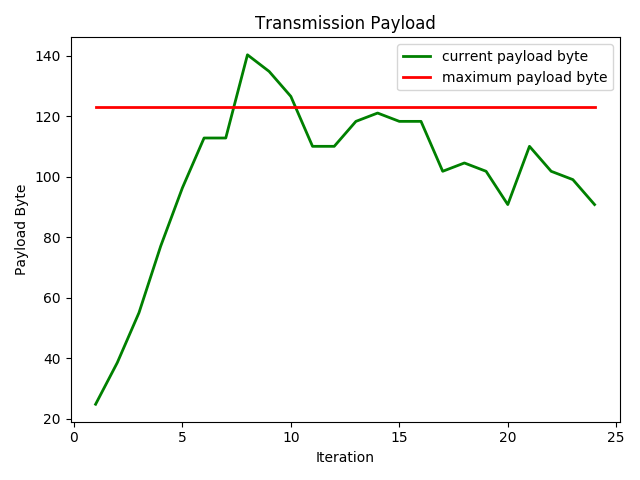 Transmission Payload
current payload byte
maximum payload byte
Payload Byte
140
120
100
80
60
40
20
0
5
10
15
20
25
Iteration